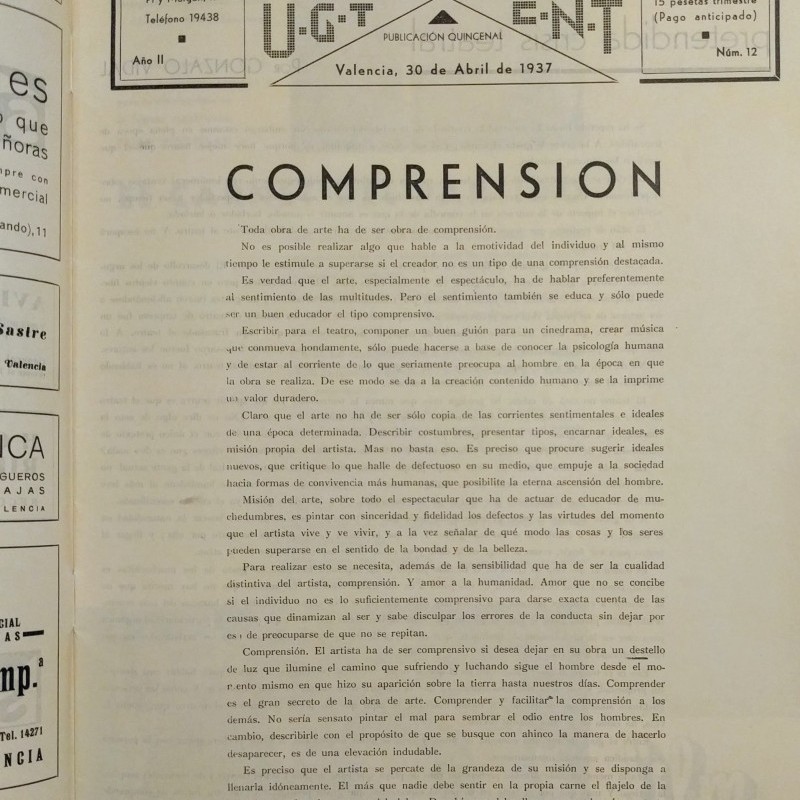 Teléfono 19438
Año II
U·G·T
C·N·T
PUBLICACIÓN QUINCENAL
Valencia, 30 de Abril de 1937
15 pesetas trimestre
(Pago anticipado)
Núm. 12
es
que
ñoras
mpre con
mercial
ando),11
Sastre
Valencia
ICA
GUEROS
AJAS
LENCIA
CIAL
AS
mp.ª
Tel. 14271
NCIA
COMPRENSION
Toda obra de arte ha de ser obra de comprensión.
No es posible realizar algo que hable a la emotividad del individuo y al mismo
tiempo le estimule a superarse si el creador no es un tipo de una comprensión destacada.
Es verdad que el arte, especialmente el espectáculo, ha de hablar preferentemente
al sentimiento de las multitudes. Pero el sentimiento también se educa y sólo puede
ser un buen educador el tipo comprensivo.
Escribir para el teatro, componer un buen guión para un cinedrama, crear música
que conmueva hondamente, sólo puede hacerse a base de conocer la psicología humana
y de estar al corriente de lo que seriamente preocupa al hombre en la época en que
la obra se realiza. De ese modo se da a la creación contenido humano y se la imprime
un valor duradero.
Claro que el arte no ha de ser sólo copia de las corrientes sentimentales e ideales
de una época determinada. Describir costumbres, presentar tipos, encarnar ideales, es
misión propia del artista. Mas no basta eso. Es preciso que procure sugerir ideales
nuevos, que critique lo que halle de defectuoso en su medio, que empuje a la sociedad
hacia formas de convivencia más humanas, que posibilite la eterna ascensión del hombre.
Misión del arte, sobre todo el espectacular que ha de actuar de educador de mu-
chedumbres, es pintar con sinceridad y fidelidad los defectos y las virtudes del momento
que el artista vive y ve vivir, y a la vez señalar de qué modo las cosas y los seres
pueden superarse en el sentido de la bondad y de la belleza.
Para realizar esto se necesita, además de la sensibilidad que ha de ser la cualidad
distintiva del artista, comprensión. Y amor a la humanidad. Amor que no se concibe
si el individuo no es lo suficientemente comprensivo para darse exacta cuenta de las
causas que dinamizan al ser y sabe disculpar los errores de la conducta sin dejar por
eso de preocuparse de que no se repitan.
Comprensión. El artista ha de ser comprensivo si desea dejar en su obra un destello
de luz que ilumine el camino que sufriendo y luchando sigue el hombre desde el mo-
mento mismo en que hizo su aparición sobre la tierra hasta nuestros días. Comprender
es el gran secreto de la obra de arte. Comprender y facilitar la comprensión a los
demás. No sería sensato pintar el mal para sembrar el odio entre los hombres. En
cambio, describirle con el propósito de que se busque con ahinco la manera de hacerlo
desaparecer, es de una elevación indudable.
Es preciso que el artista se percate de la grandeza de su misión y se disponga a
llenarla idóneamente. El más que nadie debe sentir en la propia carne el flajelo de la